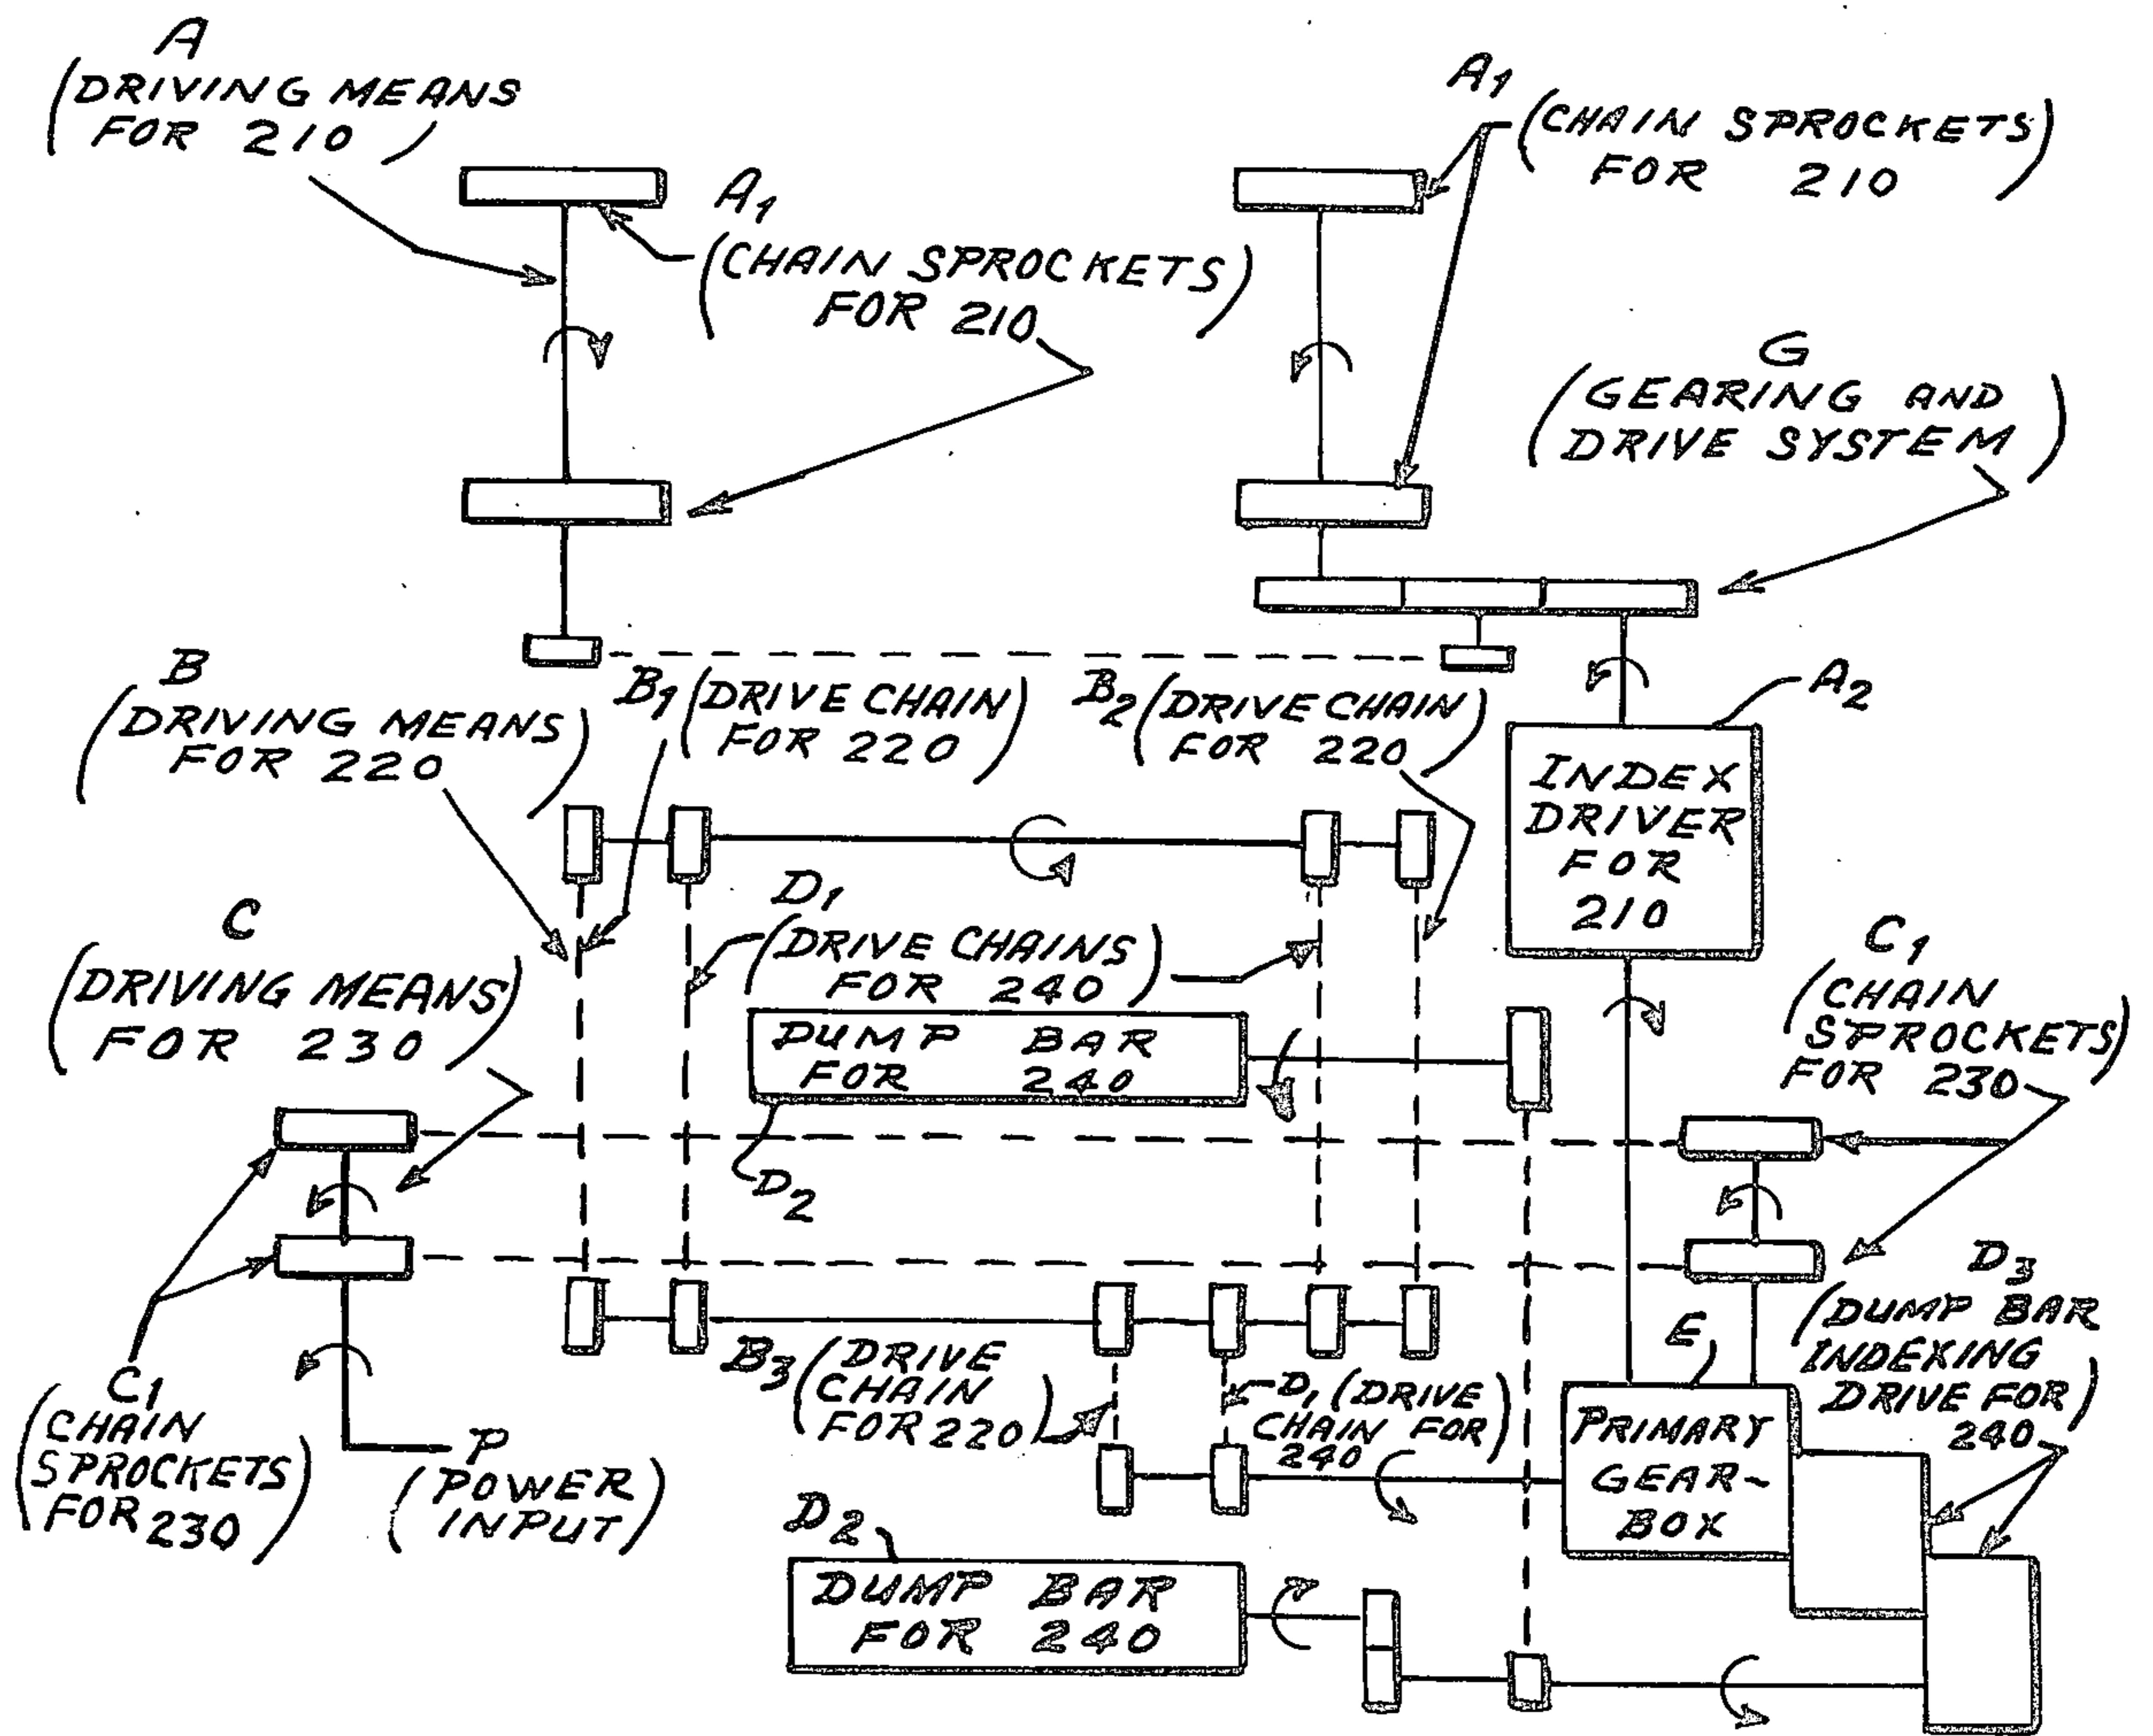 A
(DRIVING MEANS
FOR 210)
A1
(CHAIN SPROCKETS)
FOR 210
A1
(CHAIN SPROCKETS
FOR 210)
G
(GEARING AND
DRIVE SYSTEM)
B
(DRIVING MEANS
FOR 220)
B1 (DRIVE CHAIN
FOR 220)
B2 (DRIVE CHAIN
FOR 220)
A2
INDEX
DRIVER
FOR
210
C
(DRIVING MEANS
FOR 230)
D1
(DRIVE CHAINS
FOR 240)
C1
(CHAIN
SPROCKETS
FOR 230)
DUMP BAR
FOR 240
D2
D3
(DUMP BAR
INDEXING
DRIVE FOR
240)
E
B3 (DRIVE
CHAIN
FOR 220)
D1 (DRIVE
CHAIN FOR
240)
PRIMARY
GEAR-
BOX
C1
(CHAIN
SPROCKETS
FOR 230)
P
(POWER
INPUT)
D2
DUMP BAR
FOR 240